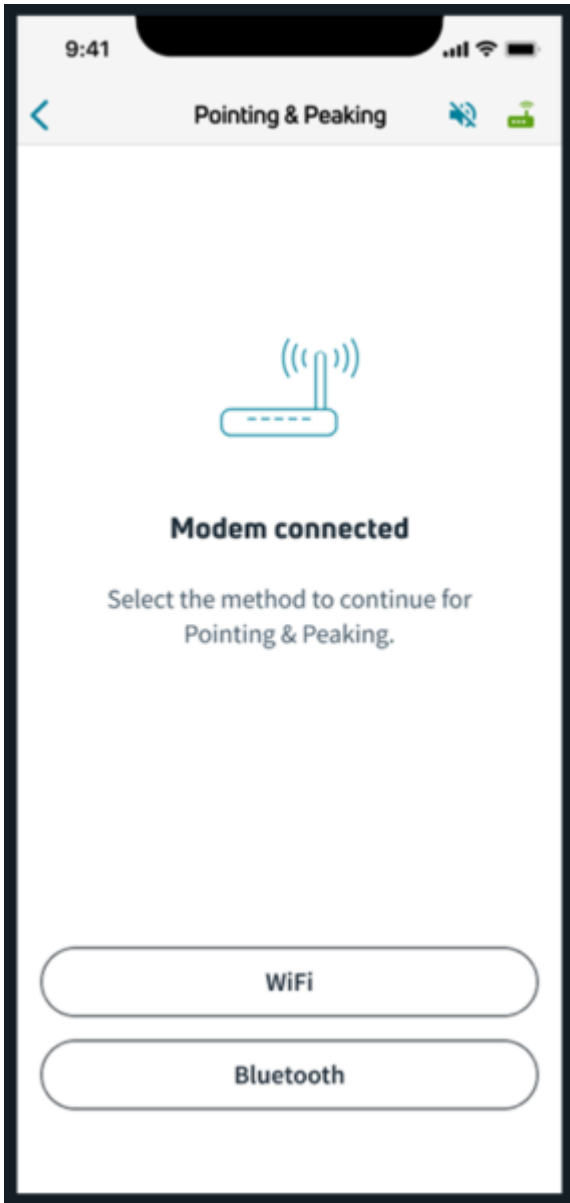 9:41
Pointing & Peaking
Modem connected
Select the method to continue for
Pointing & Peaking.
WiFi
Bluetooth